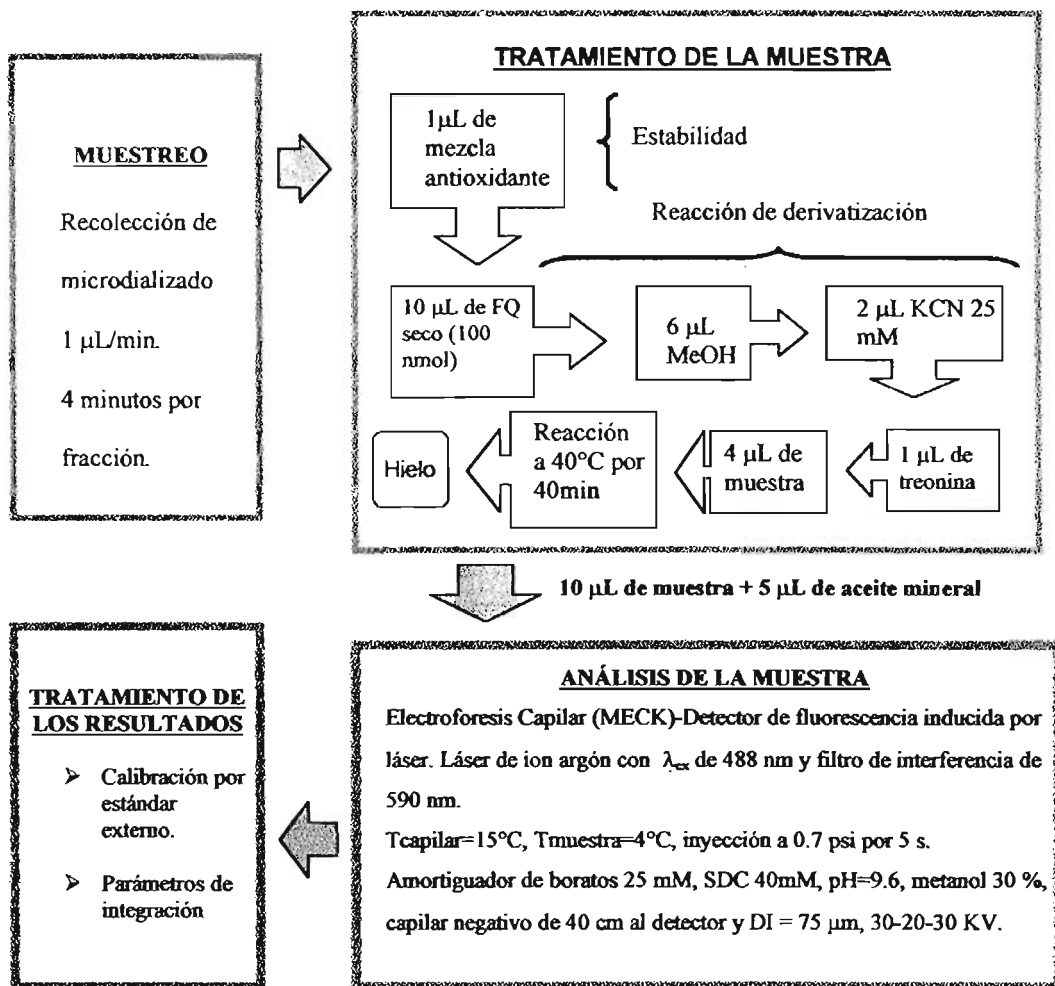 MUESTREO
Recolección de
microdializado
1 µL/min.
4 minutos por
fracción.
TRATAMIENTO DE LA MUESTRA
1µL de
mezcla
antioxidante
Estabilidad
Reacción de derivatización
10 µL de FQ
seco (100
nmol)
6 µL
MeOH
2 µL KCN 25
mM
1 µL de
treonina
4 µL de
muestra
Reacción
a 40°C por
40min
Hielo
10 µL de muestra + 5 µL de aceite mineral
ANÁLISIS DE LA MUESTRA
Electroforesis Capilar (MECK)-Detector de fluorescencia inducida por
láser. Láser de ion argón con λex de 488 nm y filtro de interferencia de
590 nm.
Tcapilar=15°C, Tmuestra=4°C, inyección a 0.7 psi por 5 s.
Amortiguador de boratos 25 mM, SDC 40mM, pH=9.6, metanol 30 %,
capilar negativo de 40 cm al detector y DI = 75 µm, 30-20-30 KV.
TRATAMIENTO DE
LOS RESULTADOS
➢ Calibración por
estándar
externo.
➢ Parámetros de
integración